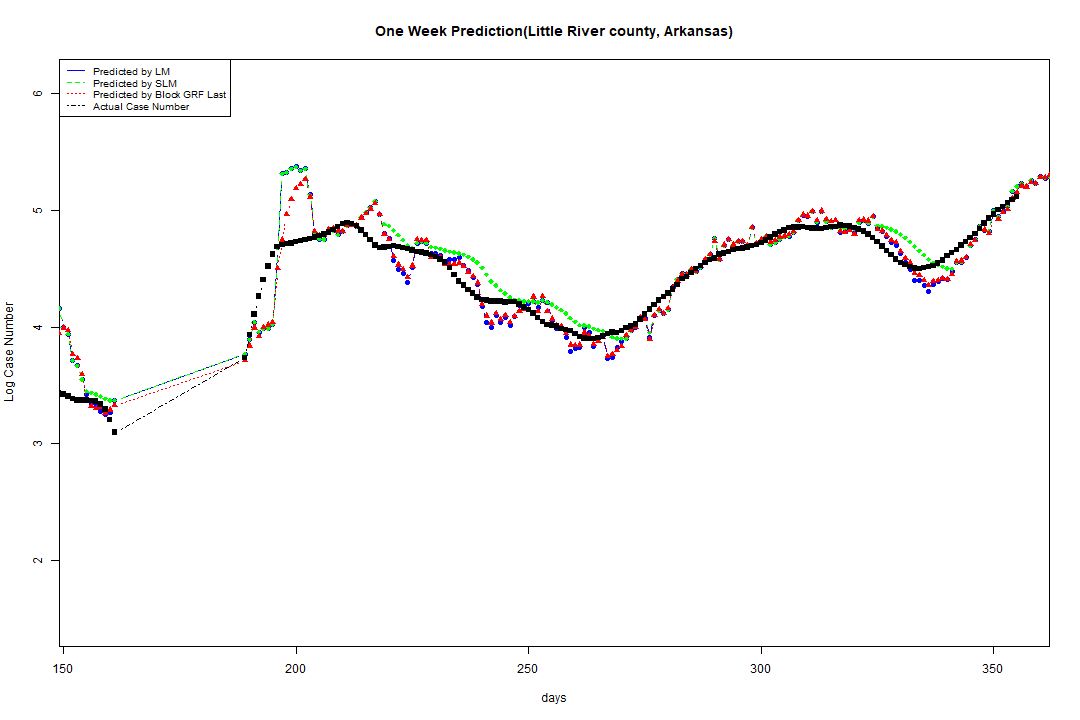 One Week Prediction(Little River county, Arkansas)
Predicted by LM
Predicted by SLM
Predicted by Block GRF Last
Actual Case Number
6
5
4
3
2
Log Case Number
150 200 250 300 350
days